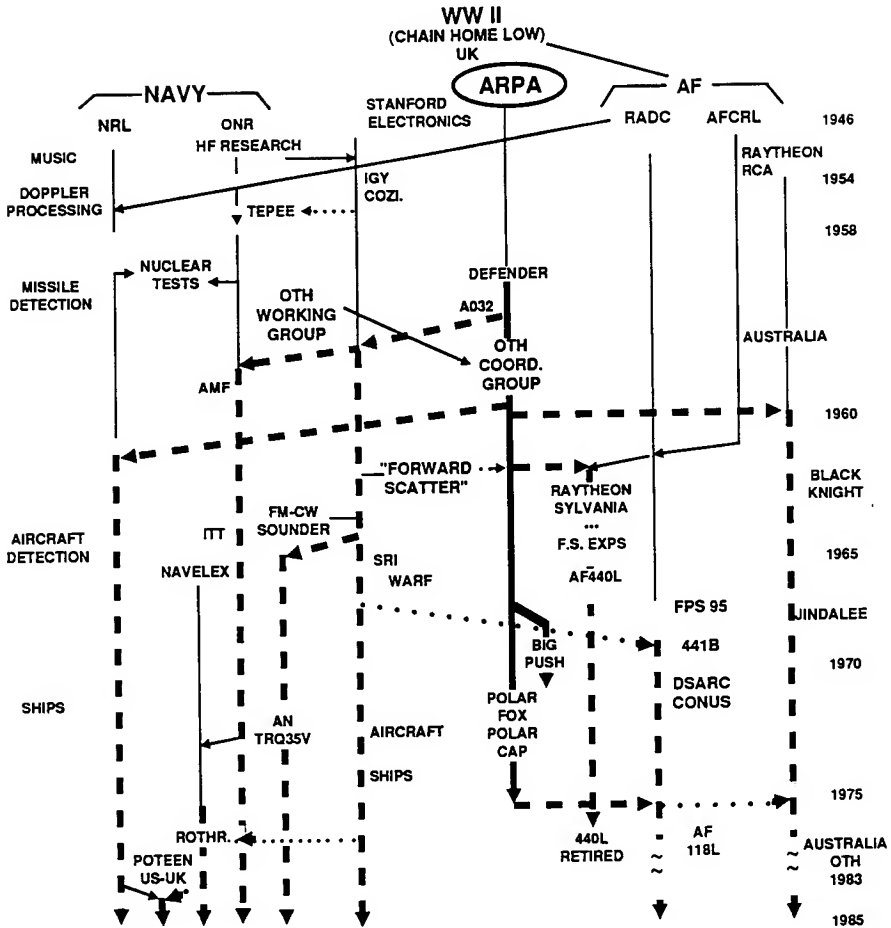 WW II
(CHAIN HOME LOW)
UK
ARPA
NAVY
AF
NRL
ONR
HF RESEARCH
STANFORD
ELECTRONICS
RADC
AFCRL
1946
MUSIC
RAYTHEON
RCA
DOPPLER
PROCESSING
TEPEE
IGY
COZI.
1954
1958
MISSILE
DETECTION
NUCLEAR
TESTS
DEFENDER
A032
OTH
WORKING
GROUP
OTH
COORD.
GROUP
AUSTRALIA
AMF
1960
"FORWARD
SCATTER"
RAYTHEON
SYLVANIA
...
F.S. EXPS
BLACK
KNIGHT
FM-CW
SOUNDER
AIRCRAFT
DETECTION
ITT
NAVELEX
SRI
WARF
AF440L
1965
FPS 95
JINDALEE
BIG
PUSH
441B
1970
SHIPS
AN
TRQ35V
AIRCRAFT
SHIPS
POLAR
FOX
POLAR
CAP
DSARC
CONUS
1975
ROTHR.
440L
RETIRED
AF
118L
AUSTRALIA
OTH
1983
POTEEN
US-UK
1985